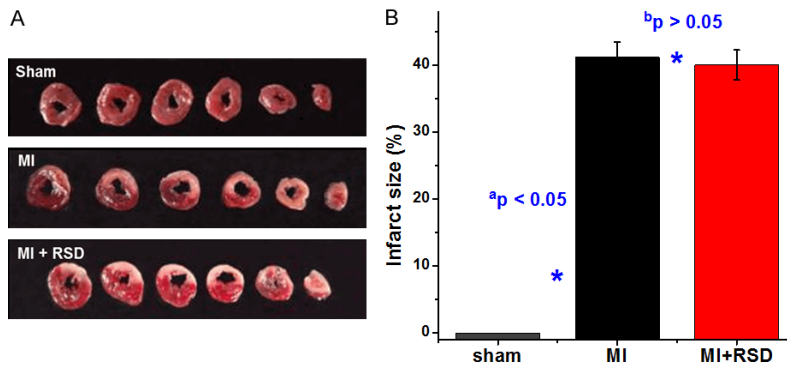 A
Sham
MI
MI + RSD
B
ᵇp > 0.05
*
ᵃp < 0.05
*
Infarct size (%)
40
30
20
10
0
sham
MI
MI+RSD